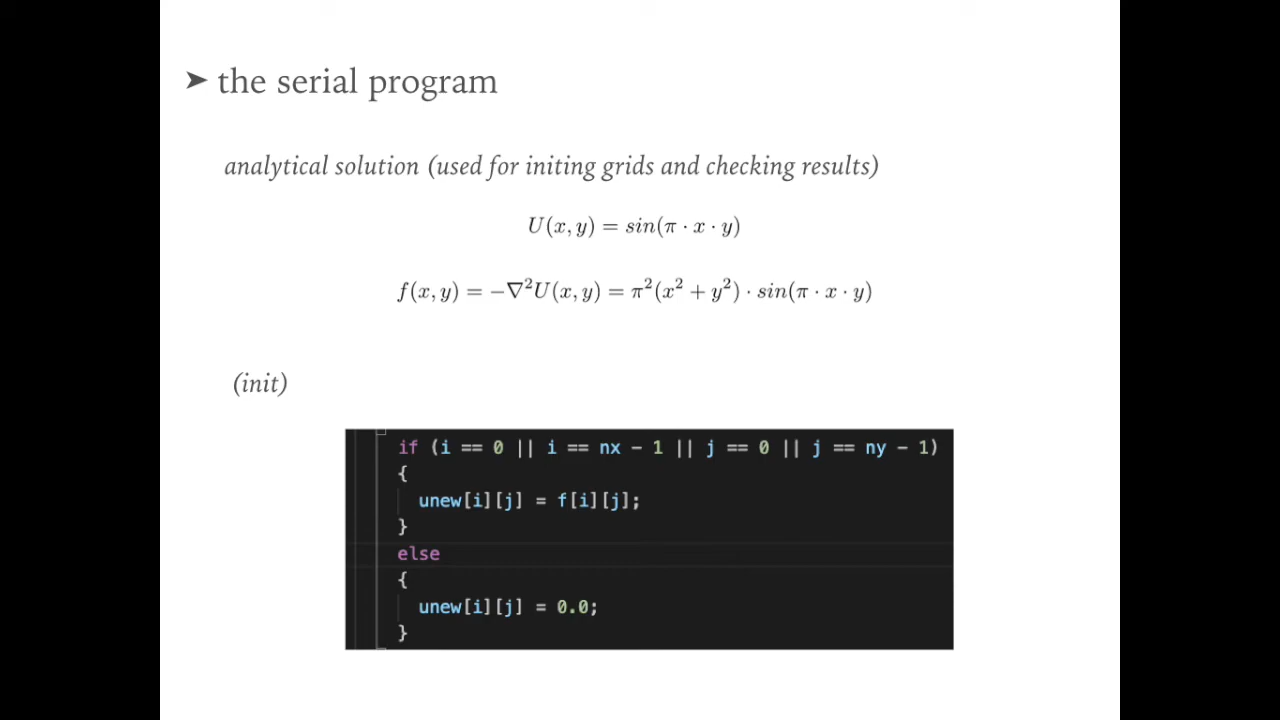 ➤ the serial program
analytical solution (used for initing grids and checking results)
U(x, y) = sin(π · x · y)
f(x, y) = −∇²U(x, y) = π²(x² + y²) · sin(π · x · y)
(init)
if (i == 0 || i == nx - 1 || j == 0 || j == ny - 1)
{
unew[i][j] = f[i][j];
}
else
{
unew[i][j] = 0.0;
}